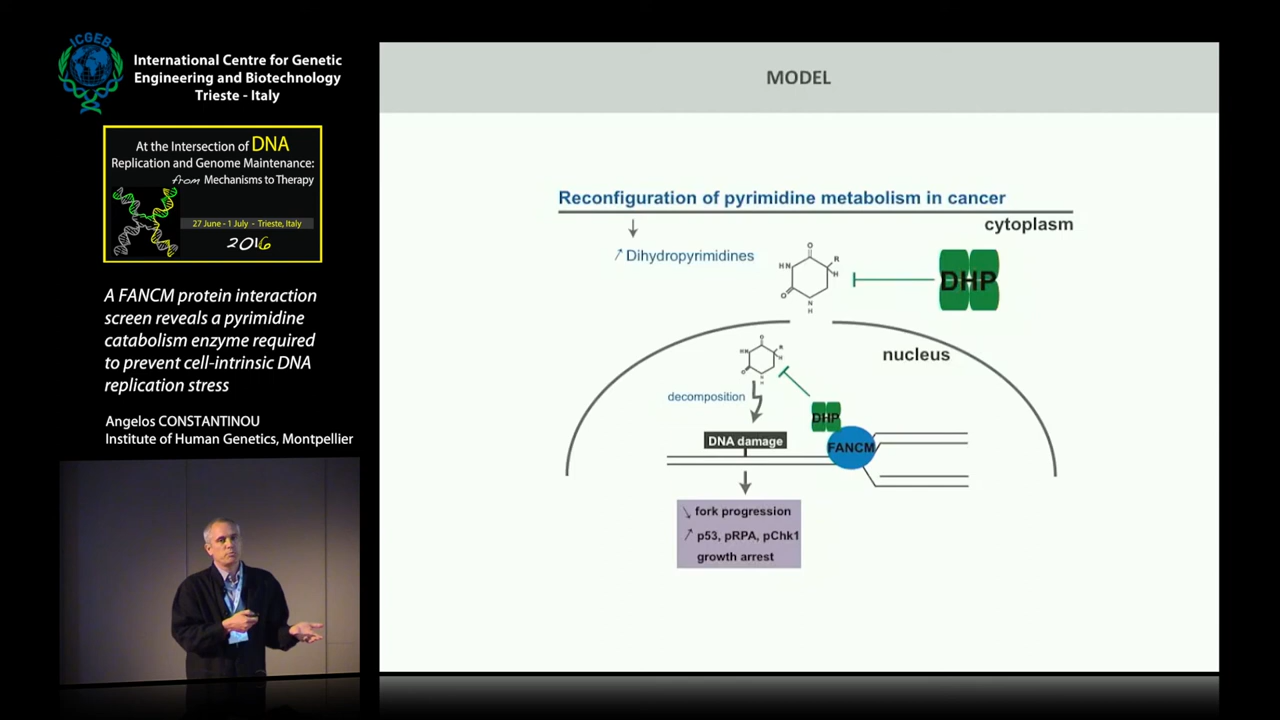 ICGEB
International Centre for Genetic
Engineering and Biotechnology
Trieste - Italy
At the Intersection of DNA
Replication and Genome Maintenance:
from Mechanisms to Therapy
27 June - 1 July - Trieste, Italy
2016
A FANCM protein interaction
screen reveals a pyrimidine
catabolism enzyme required
to prevent cell-intrinsic DNA
replication stress
Angelos CONSTANTINOU
Institute of Human Genetics, Montpellier
MODEL
Reconfiguration of pyrimidine metabolism in cancer
cytoplasm
↓
↗ Dihydropyrimidines
O
HN
R
H
O
N
H
DHP
nucleus
O
HN
R
H
O
N
H
decomposition
DHP
DNA damage
FANCM
↘ fork progression
↗ p53, pRPA, pChk1
growth arrest